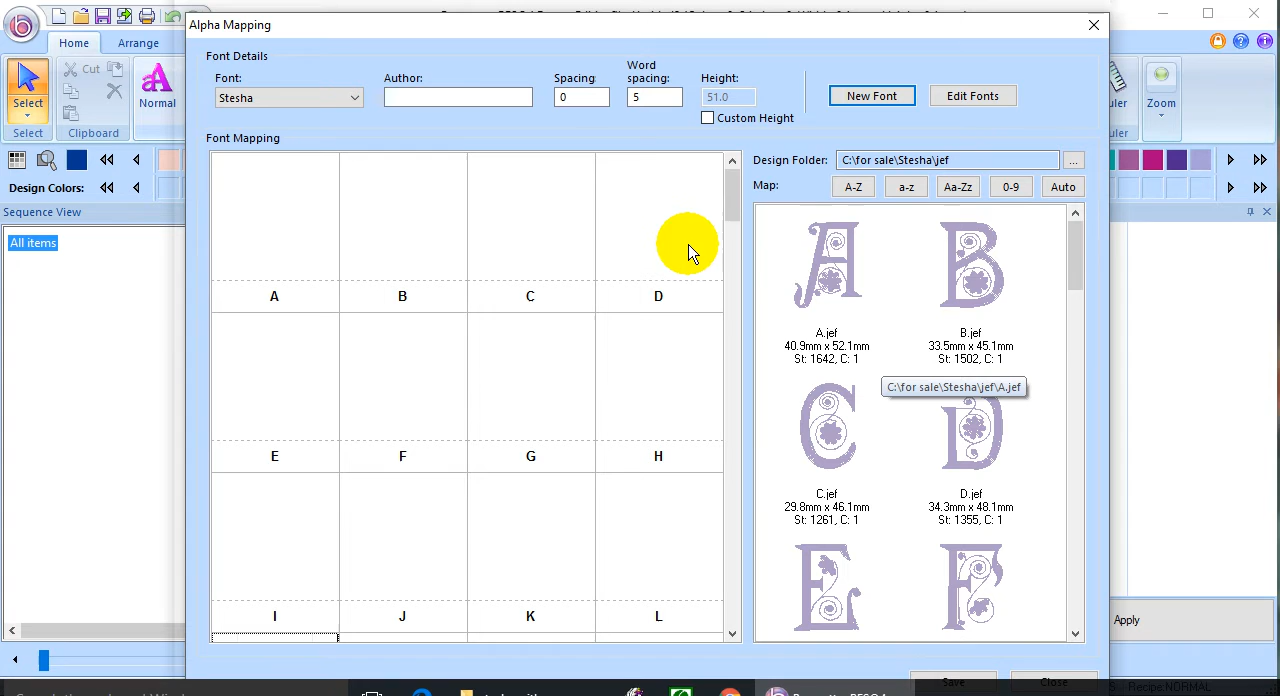 Alpha Mapping
Home
Arrange
Font Details
Font:
Author:
Spacing:
Word
spacing:
Height:
Stesha
0
5
51.0
New Font
Edit Fonts
Custom Height
Select
Cut
Normal
Zoom
Select
Clipboard
Font Mapping
Design Folder:
C:\for sale\Stesha\jef
...
Map:
A-Z
a-z
Aa-Zz
0-9
Auto
Design Colors:
Sequence View
All items
A
B
C
D
E
F
G
H
I
J
K
L
A
B
A.jef
B.jef
40.9mm x 52.1mm
33.5mm x 45.1mm
St: 1642, C: 1
St: 1502, C: 1
C:\for sale\Stesha\jef\A.jef
C
D
C.jef
D.jef
29.8mm x 46.1mm
34.3mm x 48.1mm
St: 1261, C: 1
St: 1355, C: 1
E
F
Apply
Save
Close
Recipe:NORMAL